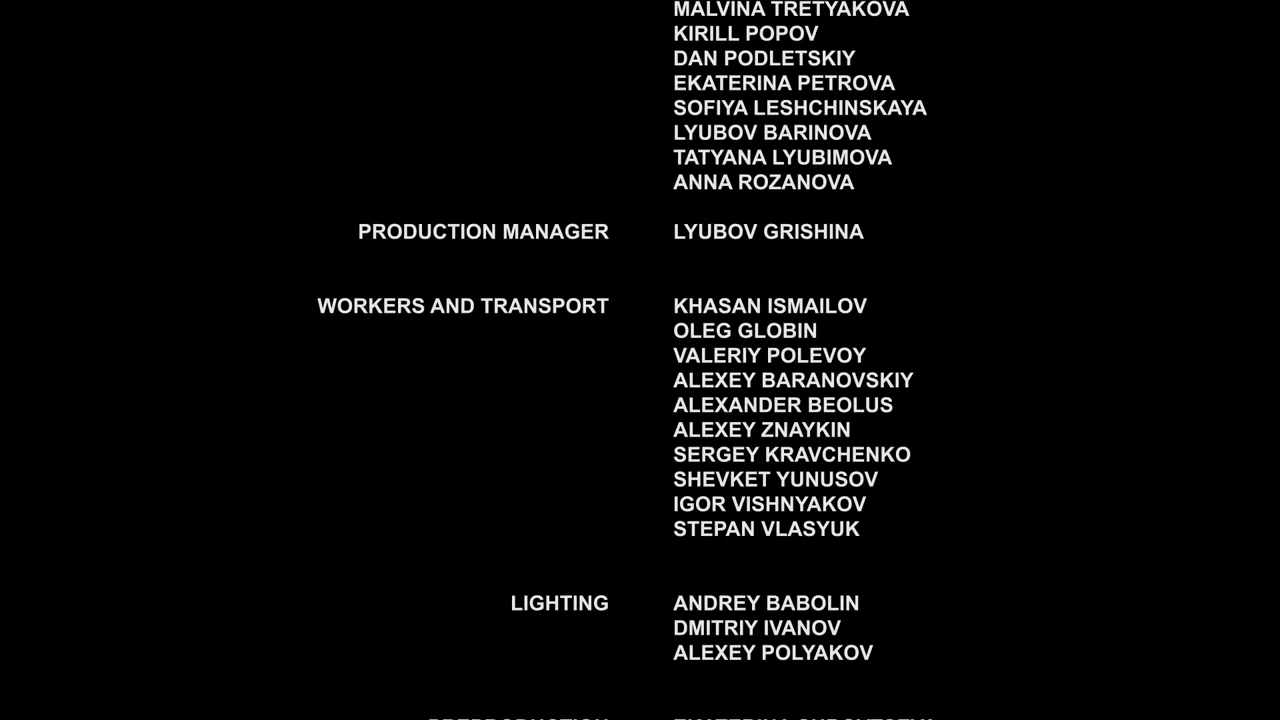 MALVINA TRETYAKOVA
KIRILL POPOV
DAN PODLETSKIY
EKATERINA PETROVA
SOFIYA LESHCHINSKAYA
LYUBOV BARINOVA
TATYANA LYUBIMOVA
ANNA ROZANOVA
PRODUCTION MANAGER LYUBOV GRISHINA
WORKERS AND TRANSPORT KHASAN ISMAILOV
OLEG GLOBIN
VALERIY POLEVOY
ALEXEY BARANOVSKIY
ALEXANDER BEOLUS
ALEXEY ZNAYKIN
SERGEY KRAVCHENKO
SHEVKET YUNUSOV
IGOR VISHNYAKOV
STEPAN VLASYUK
LIGHTING ANDREY BABOLIN
DMITRIY IVANOV
ALEXEY POLYAKOV